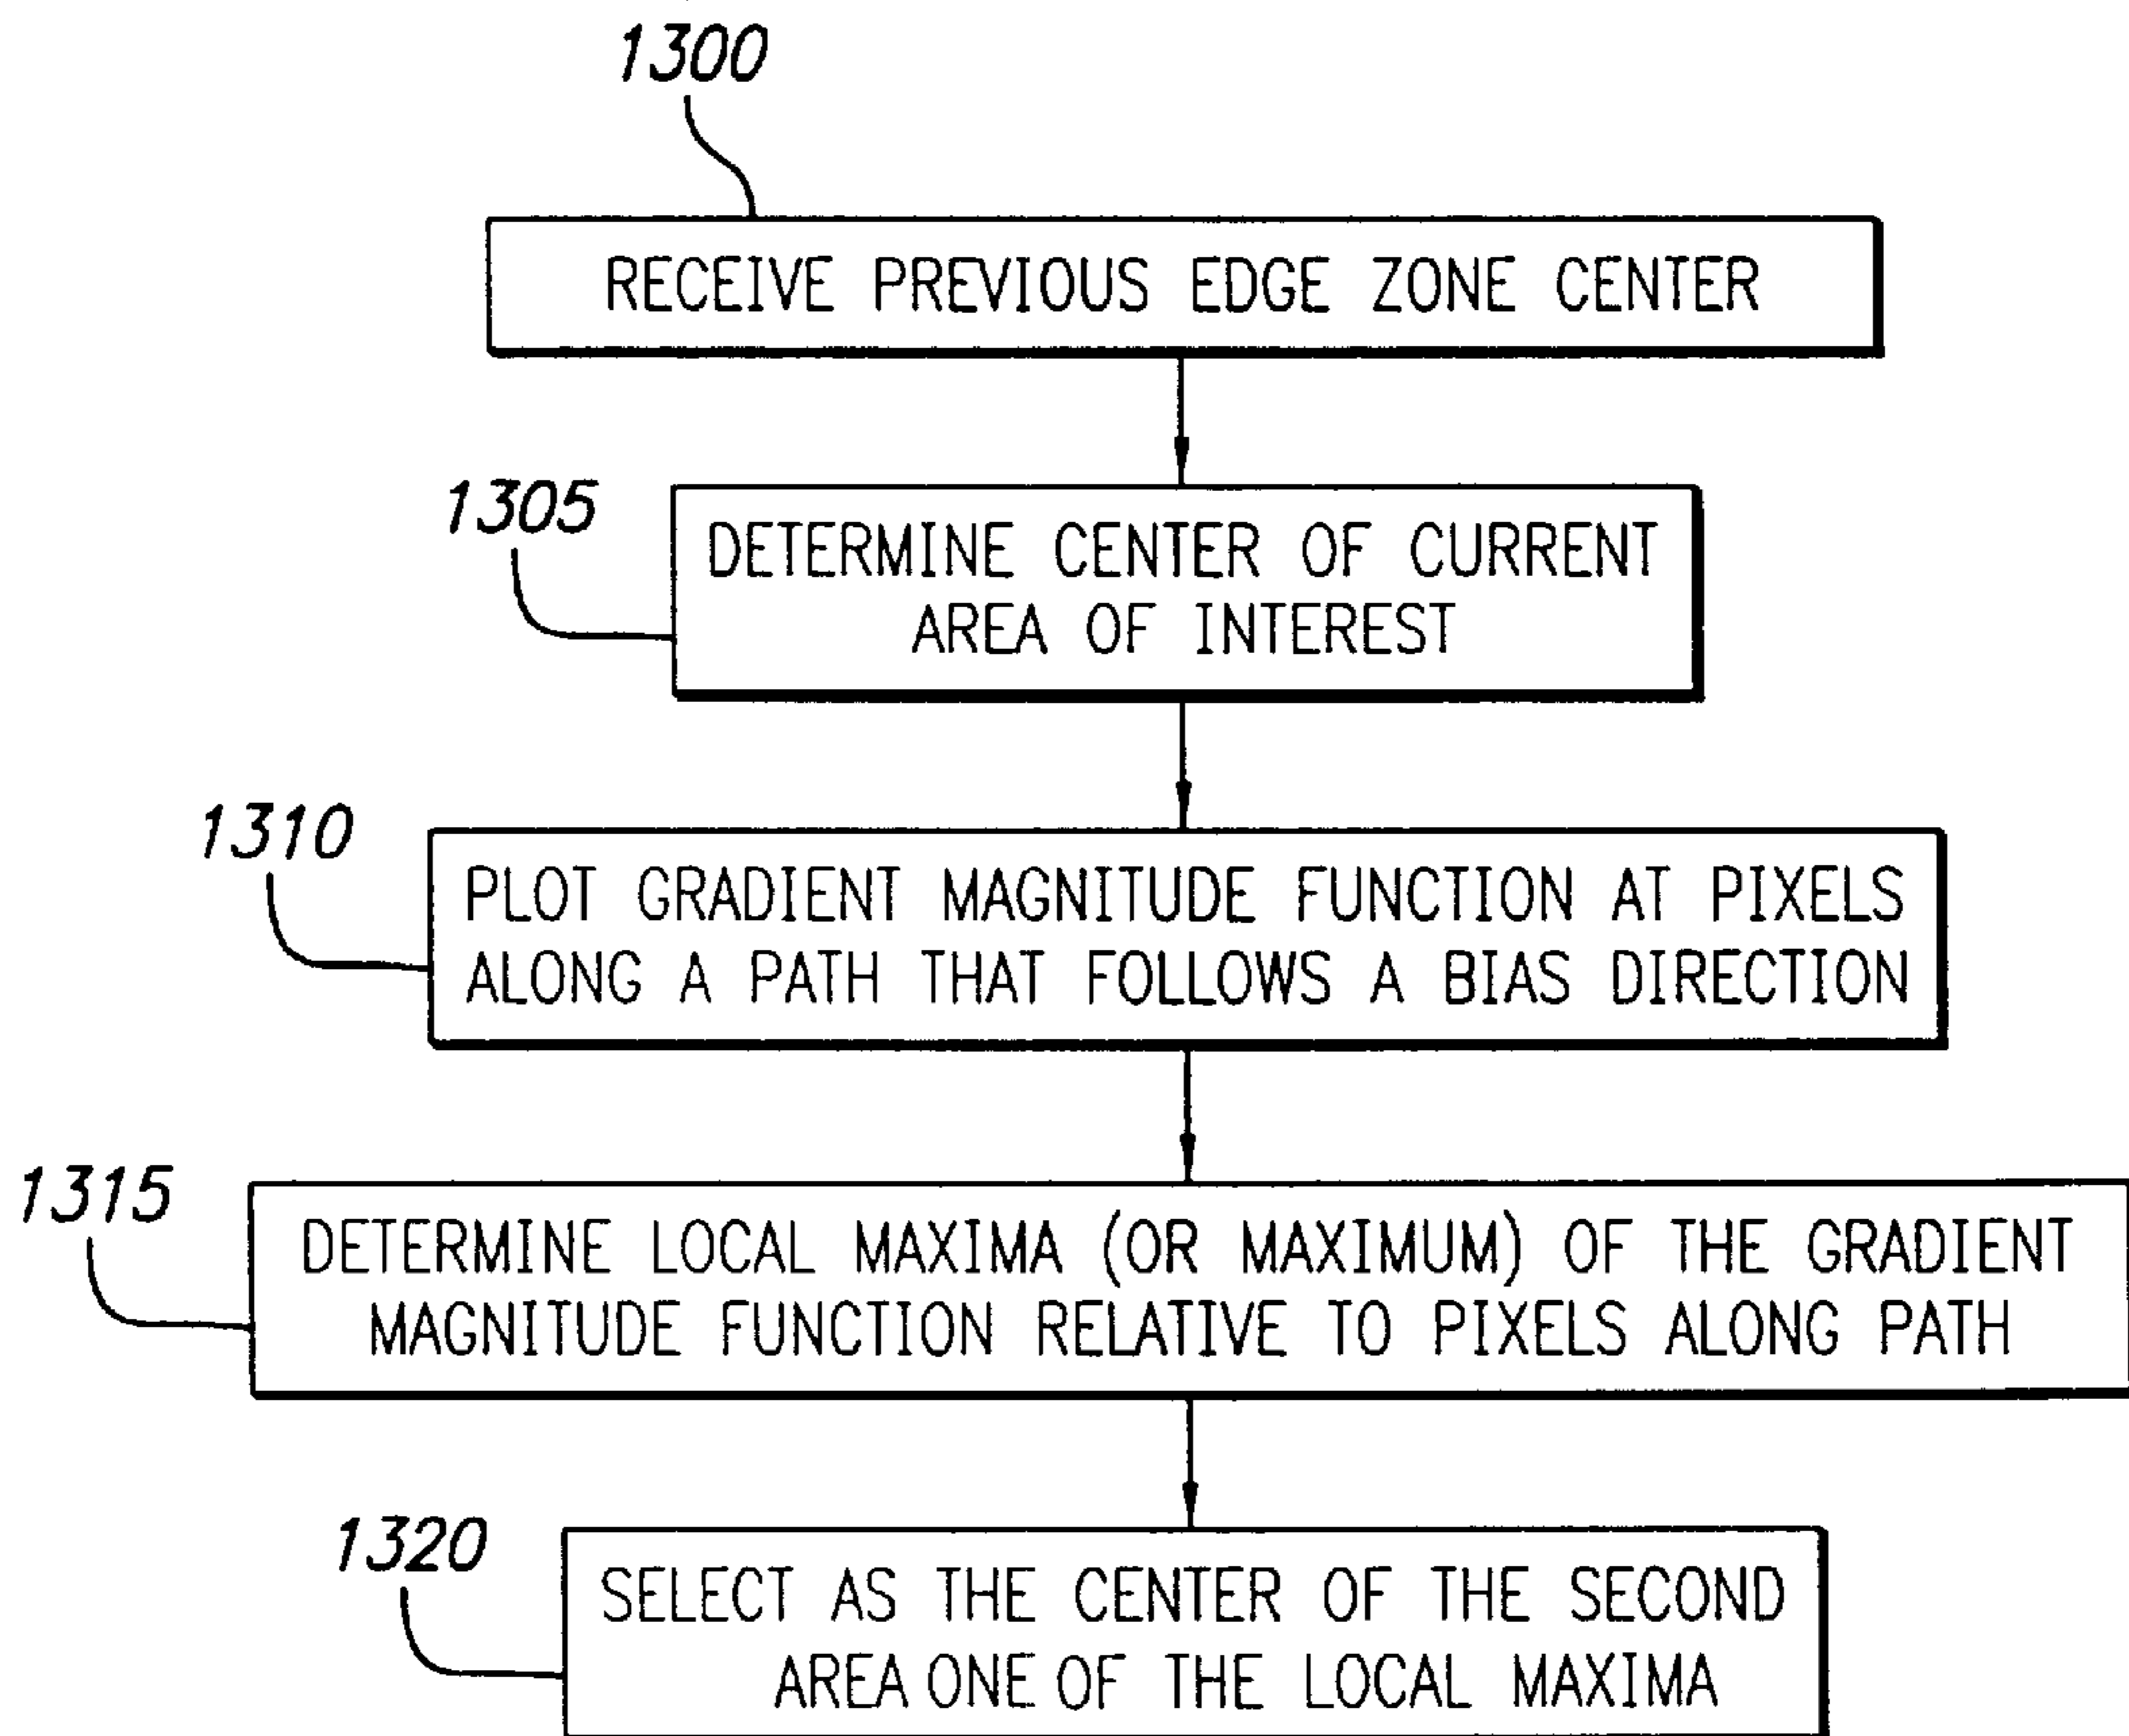 1300
RECEIVE PREVIOUS EDGE ZONE CENTER
1305
DETERMINE CENTER OF CURRENT
AREA OF INTEREST
1310
PLOT GRADIENT MAGNITUDE FUNCTION AT PIXELS
ALONG A PATH THAT FOLLOWS A BIAS DIRECTION
1315
DETERMINE LOCAL MAXIMA (OR MAXIMUM) OF THE GRADIENT
MAGNITUDE FUNCTION RELATIVE TO PIXELS ALONG PATH
1320
SELECT AS THE CENTER OF THE SECOND
AREA ONE OF THE LOCAL MAXIMA